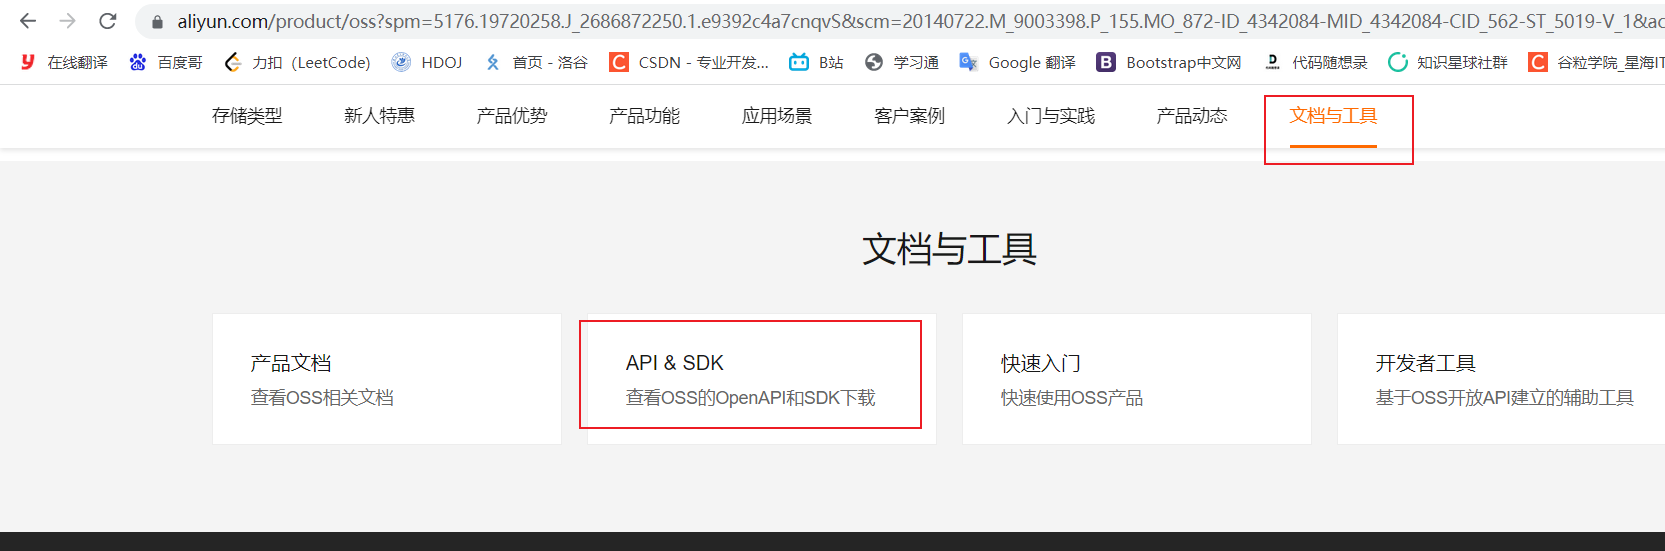 aliyun.com/product/oss?spm=5176.19720258.J_2686872250.1.e9392c4a7cnqvS&scm=20140722.M_9003398.P_155.MO_872-ID_4342084-MID_4342084-CID_562-ST_5019-V_1&ac
在线翻译 百度哥 力扣（LeetCode） HDOJ 首页 - 洛谷 CSDN - 专业开发... B站 学习通 Google 翻译 Bootstrap中文网 代码随想录 知识星球社群 谷粒学院_星海IT
存储类型 新人特惠 产品优势 产品功能 应用场景 客户案例 入门与实践 产品动态 文档与工具
文档与工具
产品文档
查看OSS相关文档
API & SDK
查看OSS的OpenAPI和SDK下载
快速入门
快速使用OSS产品
开发者工具
基于OSS开放API建立的辅助工具